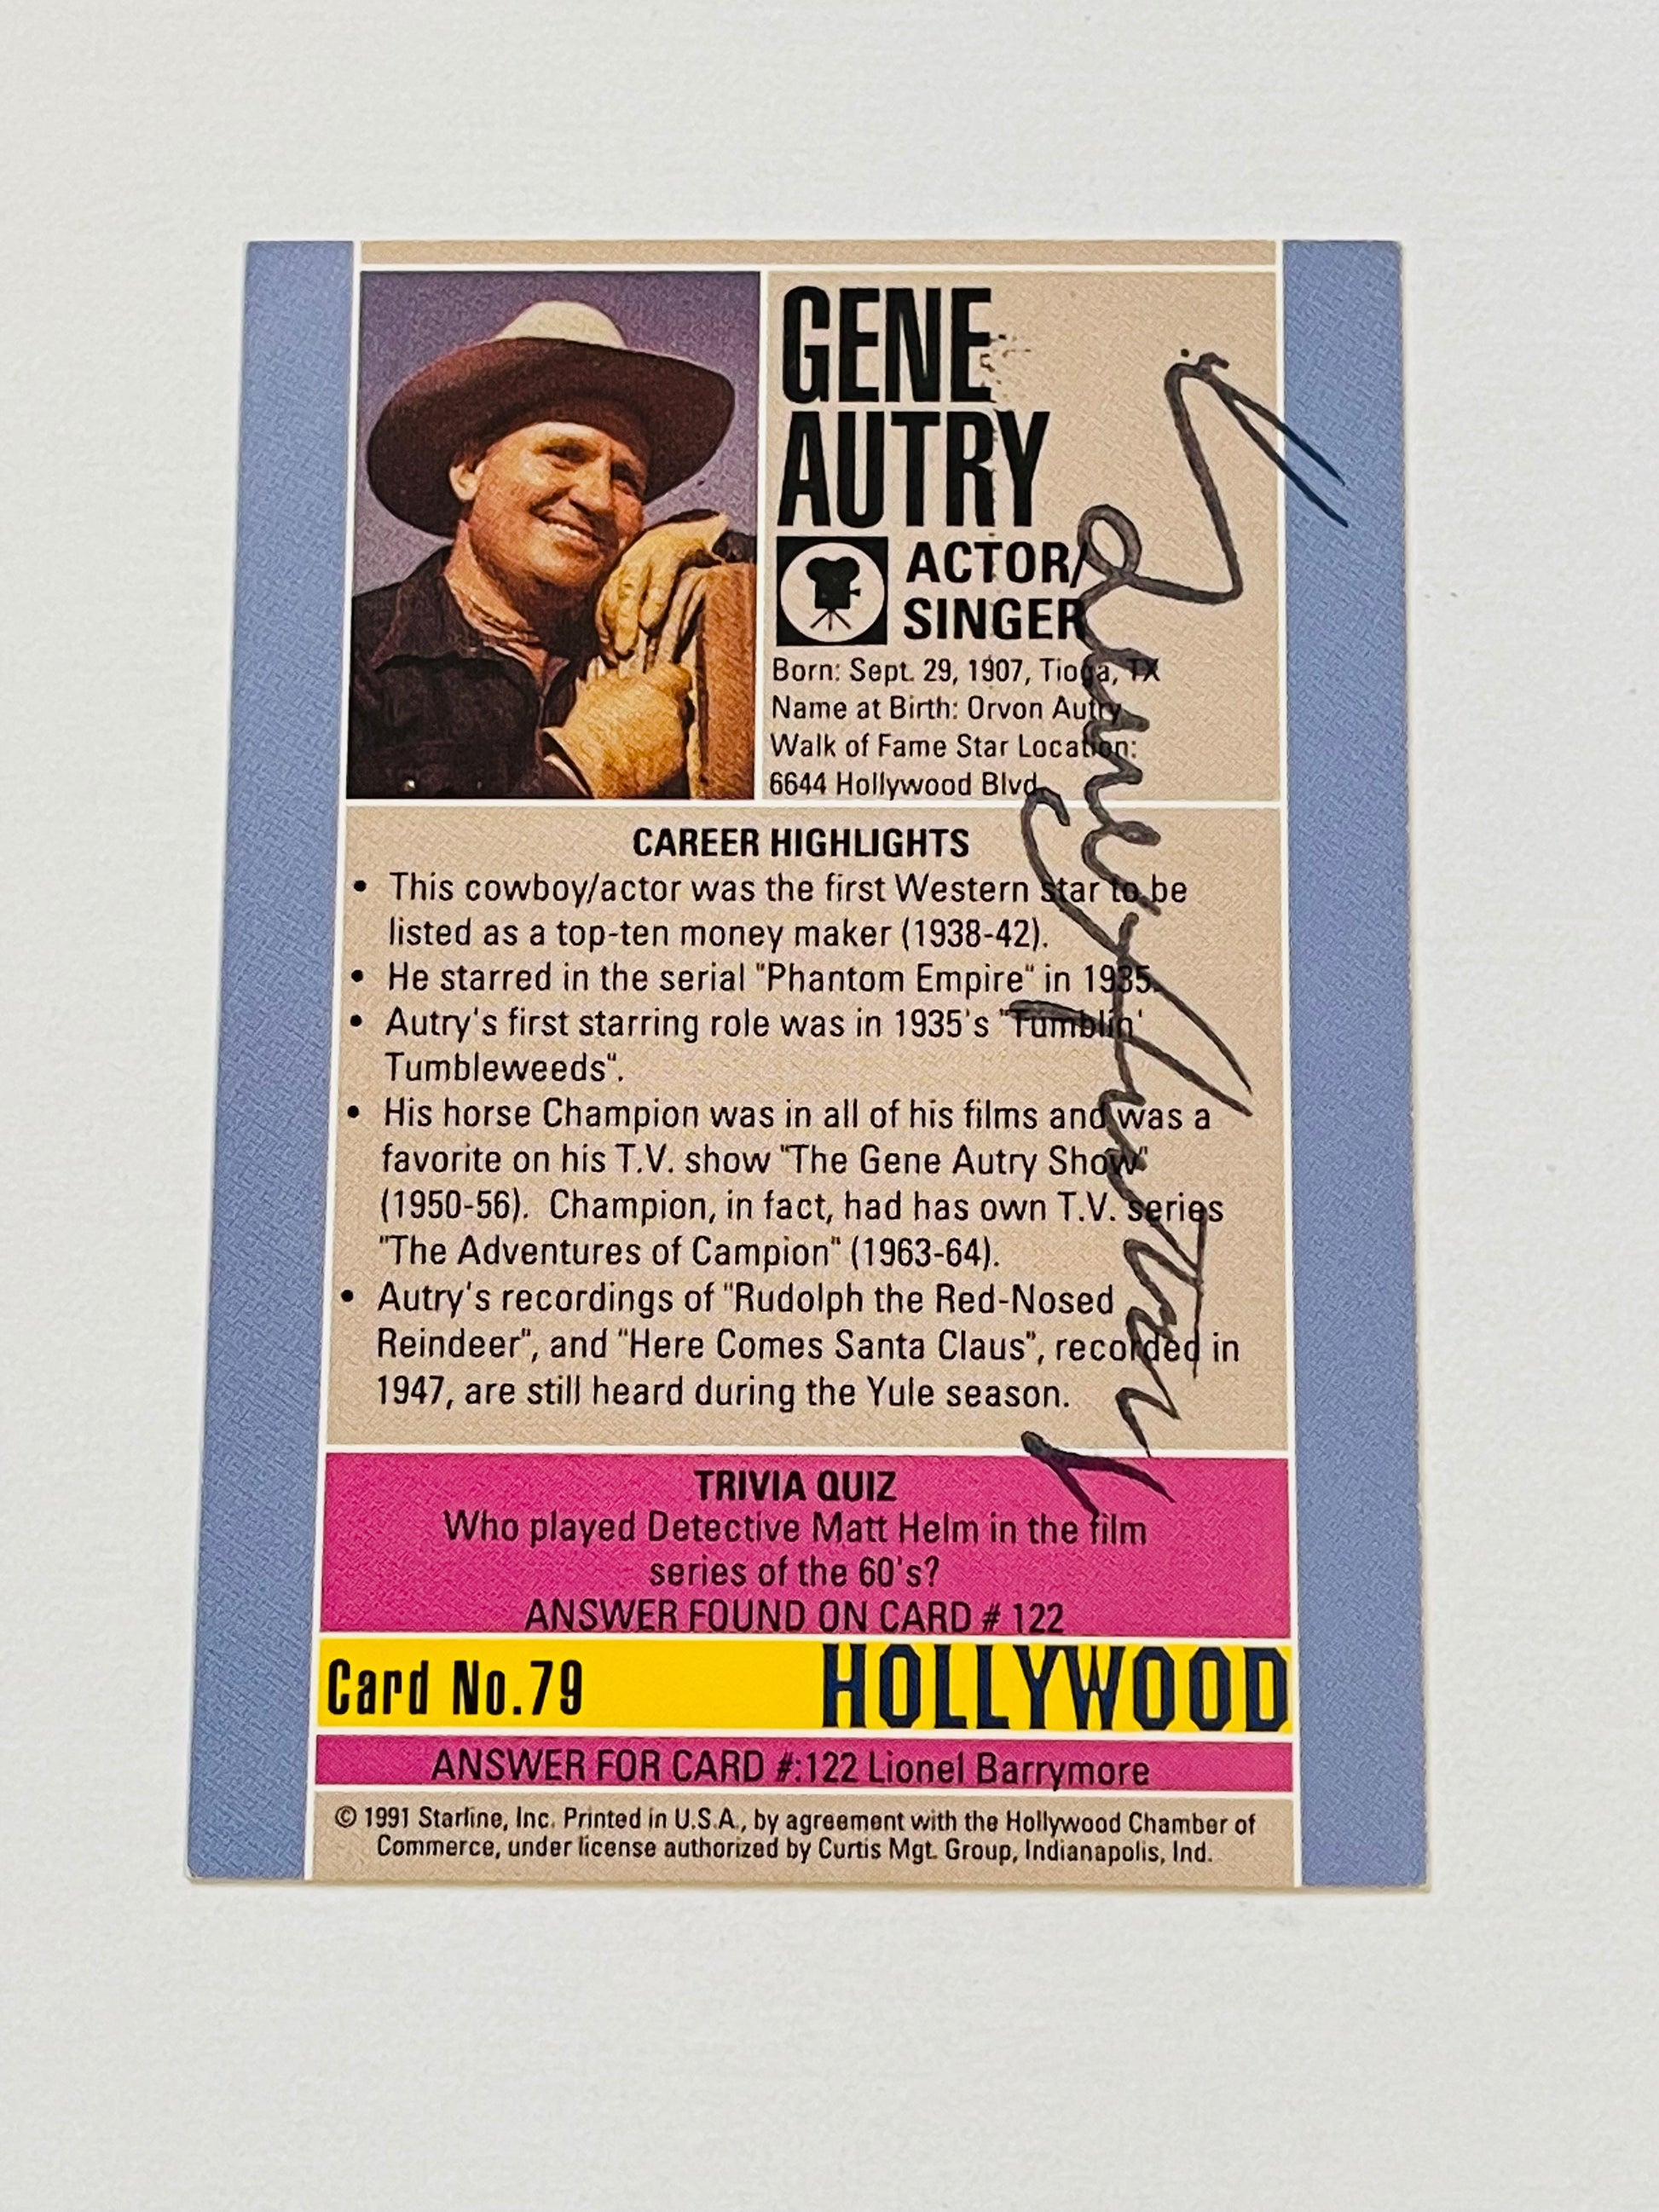 GENE
AUTRY
ACTOR/
SINGER
Born: Sept. 29, 1907, Tioga, TX
Name at Birth: Orvon Autry
Walk of Fame Star Location:
6644 Hollywood Blvd.
Gene Autry
CAREER HIGHLIGHTS
• This cowboy/actor was the first Western star to be
listed as a top-ten money maker (1938-42).
• He starred in the serial "Phantom Empire" in 1935.
• Autry's first starring role was in 1935's "Tumblin'
Tumbleweeds".
• His horse Champion was in all of his films and was a
favorite on his T.V. show "The Gene Autry Show"
(1950-56). Champion, in fact, had has own T.V. series
"The Adventures of Campion" (1963-64).
• Autry's recordings of "Rudolph the Red-Nosed
Reindeer", and "Here Comes Santa Claus", recorded in
1947, are still heard during the Yule season.
TRIVIA QUIZ
Who played Detective Matt Helm in the film
series of the 60's?
ANSWER FOUND ON CARD # 122
Card No.79 HOLLYWOOD
ANSWER FOR CARD #:122 Lionel Barrymore
© 1991 Starline, Inc. Printed in U.S.A., by agreement with the Hollywood Chamber of
Commerce, under license authorized by Curtis Mgt. Group, Indianapolis, Ind.